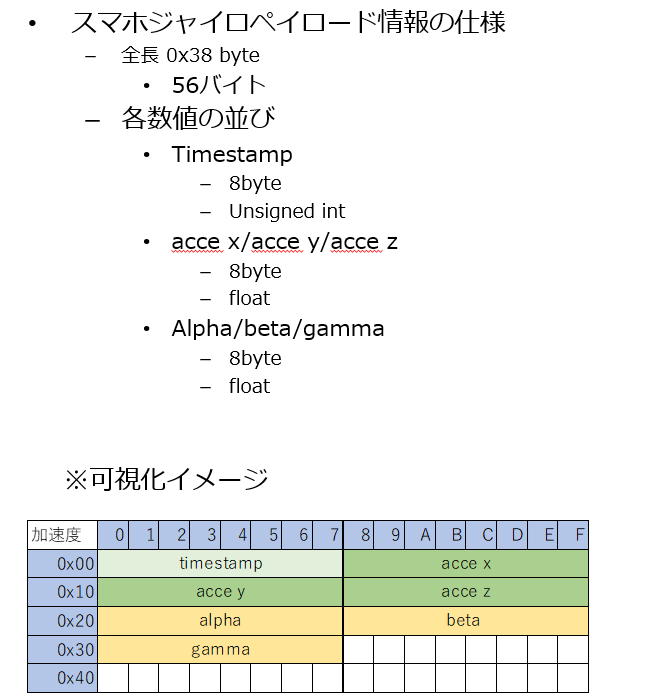 • スマホジャイロペイロード情報の仕様
– 全長 0x38 byte
• 56バイト
– 各数値の並び
• Timestamp
– 8byte
– Unsigned int
• acce x/acce y/acce z
– 8byte
– float
• Alpha/beta/gamma
– 8byte
– float
※可視化イメージ
加速度 0 1 2 3 4 5 6 7 8 9 A B C D E F
0x00 timestamp acce x
0x10 acce y acce z
0x20 alpha beta
0x30 gamma
0x40